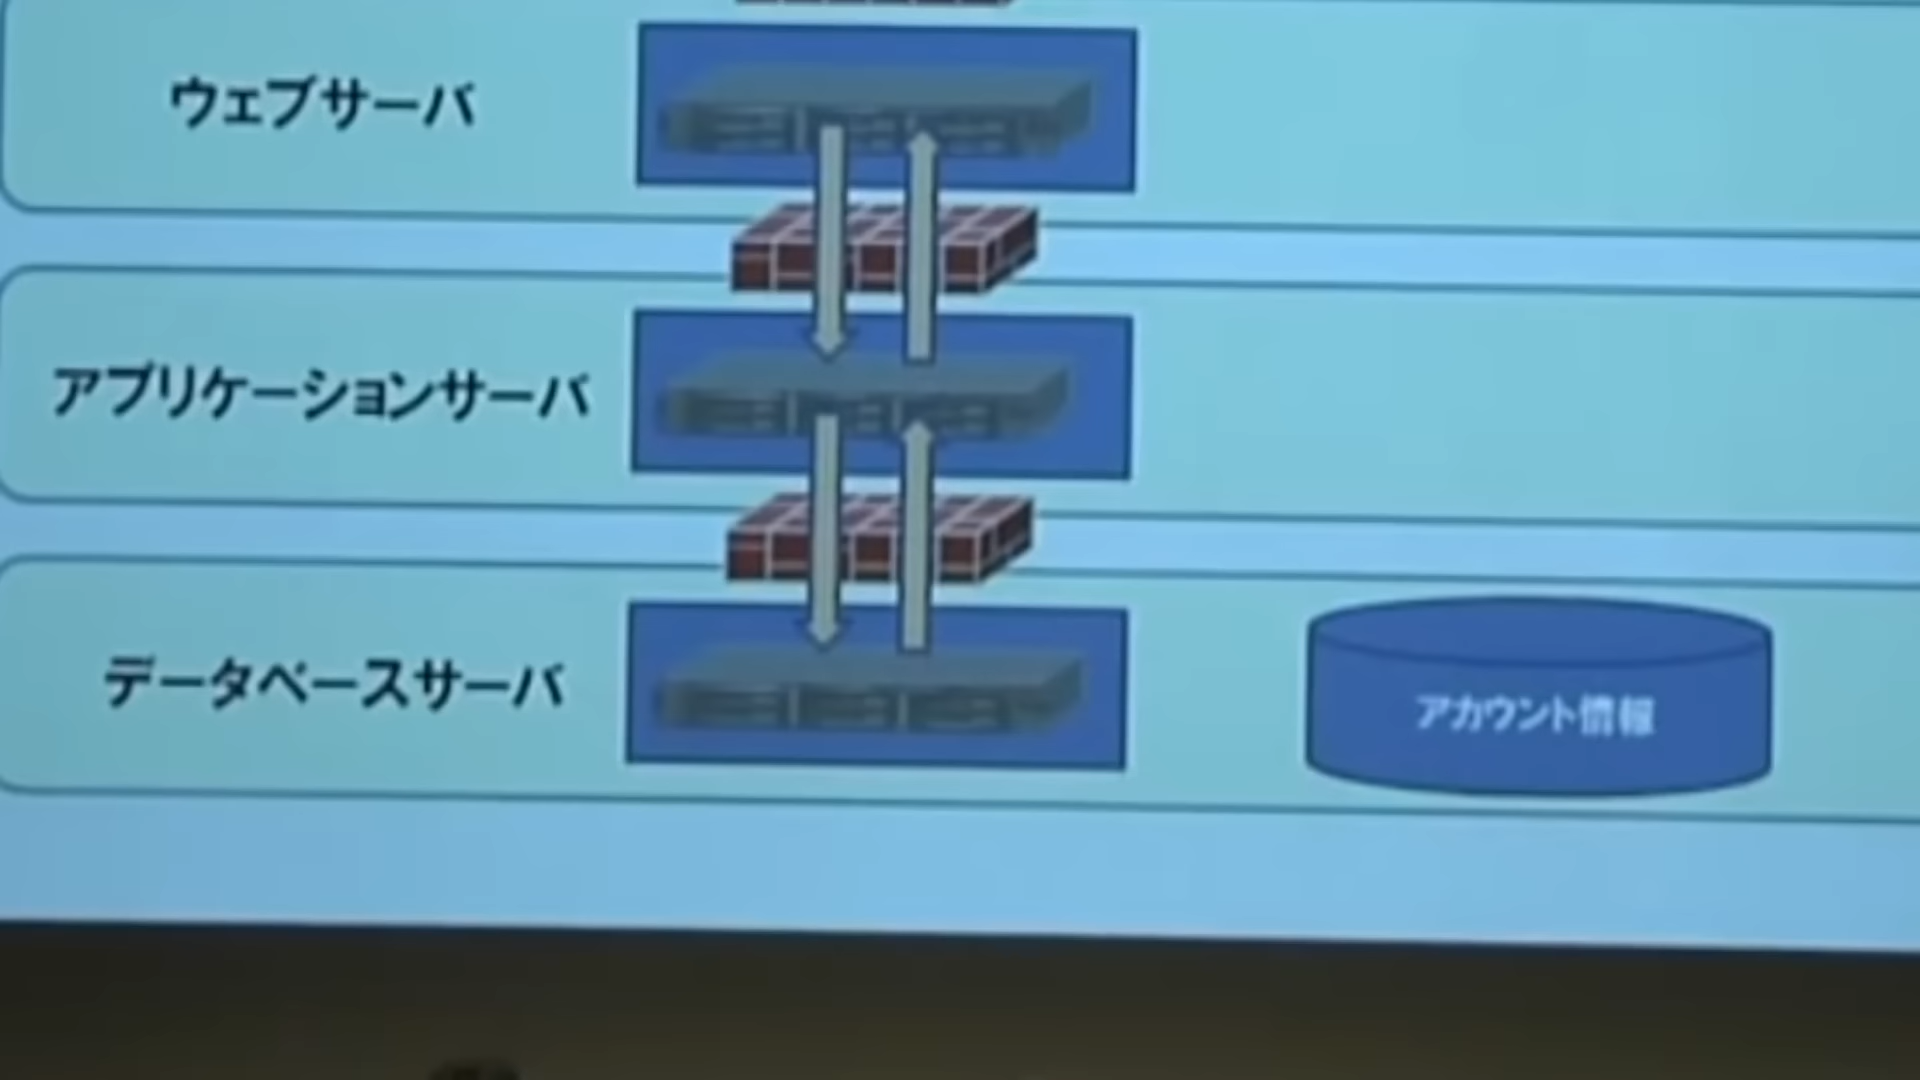 ウェブサーバ
アプリケーションサーバ
データベースサーバ
アカウント情報